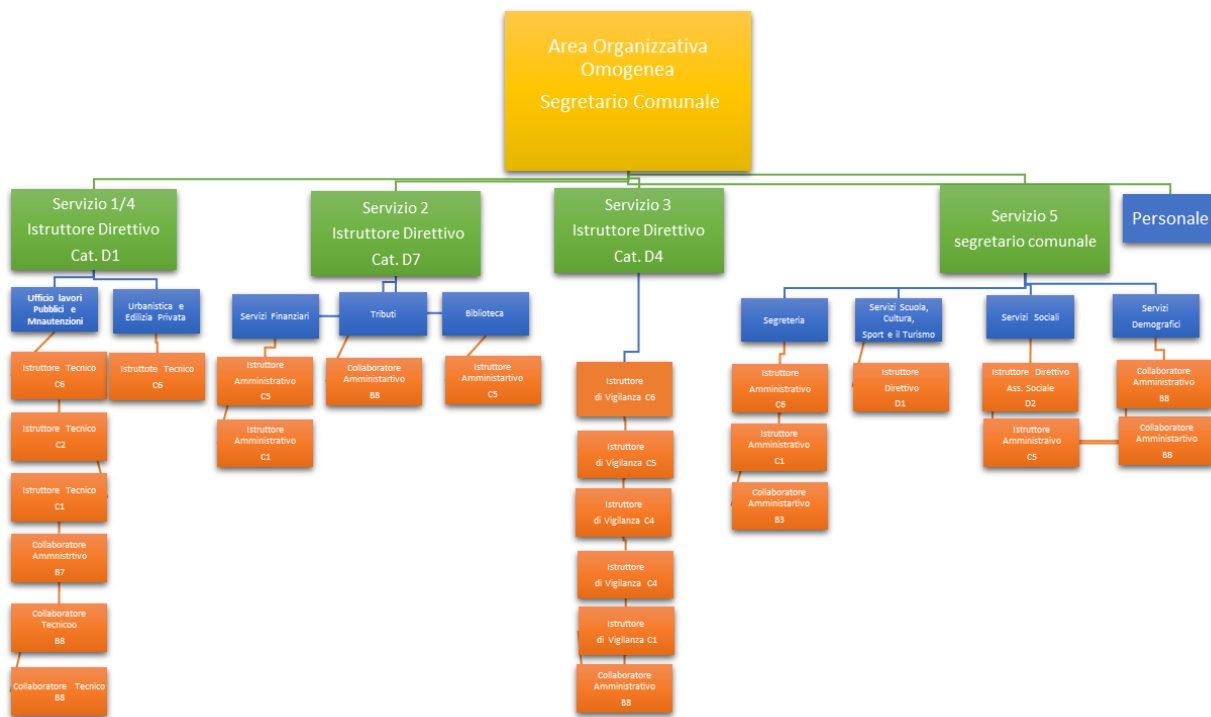 Area Organizzativa
Omogenea
Segretario Comunale
Servizio 1/4
Istruttore Direttivo
Cat. D1
Servizio 2
Istruttore Direttivo
Cat. D7
Servizio 3
Istruttore Direttivo
Cat. D4
Servizio 5
segretario comunale
Personale
Ufficio lavori
Pubblici e
Mnautenzioni
Urbanistica e
Edilizia Privata
Servizi Finanziari
Tributi
Biblioteca
Segreteria
Servizi Scuola,
Cultura,
Sport e il Turismo
Servizi Sociali
Servizi
Demografici
Istruttore Tecnico
C6
Istruttote Tecnico
C6
Istruttore
Amministrativo
C5
Collaboratore
Amministartivo
B8
Istruttore
Amministartivo
C5
Istruttore
di Vigilanza C6
Istruttore
Amministrativo
C6
Istruttore
Direttivo
D1
Istruttore Direttivo
Ass. Sociale
D2
Collaboratore
Amministrativo
B8
Istruttore Tecnico
C2
Istruttore
Amministrativo
C1
Istruttore
di Vigilanza C5
Istruttore
Amministrativo
C1
Istruttore
Amministraivo
C5
Collaboratore
Amministartivo
B8
Istruttore Tecnico
C1
Istruttore
di Vigilanza C4
Collaboratore
Amministartivo
B3
Collaboratore
Ammnistrtivo
B7
Istruttore
di Vigilanza C4
Collaboratore
Tecnicoo
B8
Istruttore
di Vigilanza C1
Collaboratore Tecnico
B8
Collaboratore
Amministrativo
B8